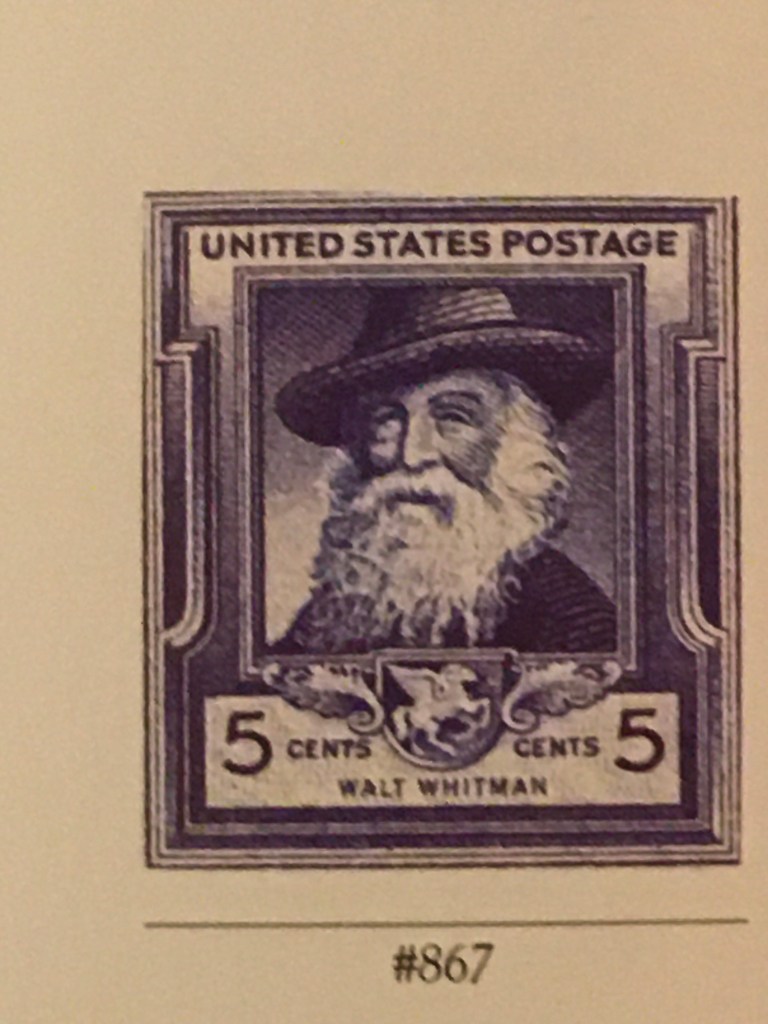 UNITED STATES POSTAGE
5 CENTS CENTS 5
WALT WHITMAN
#867